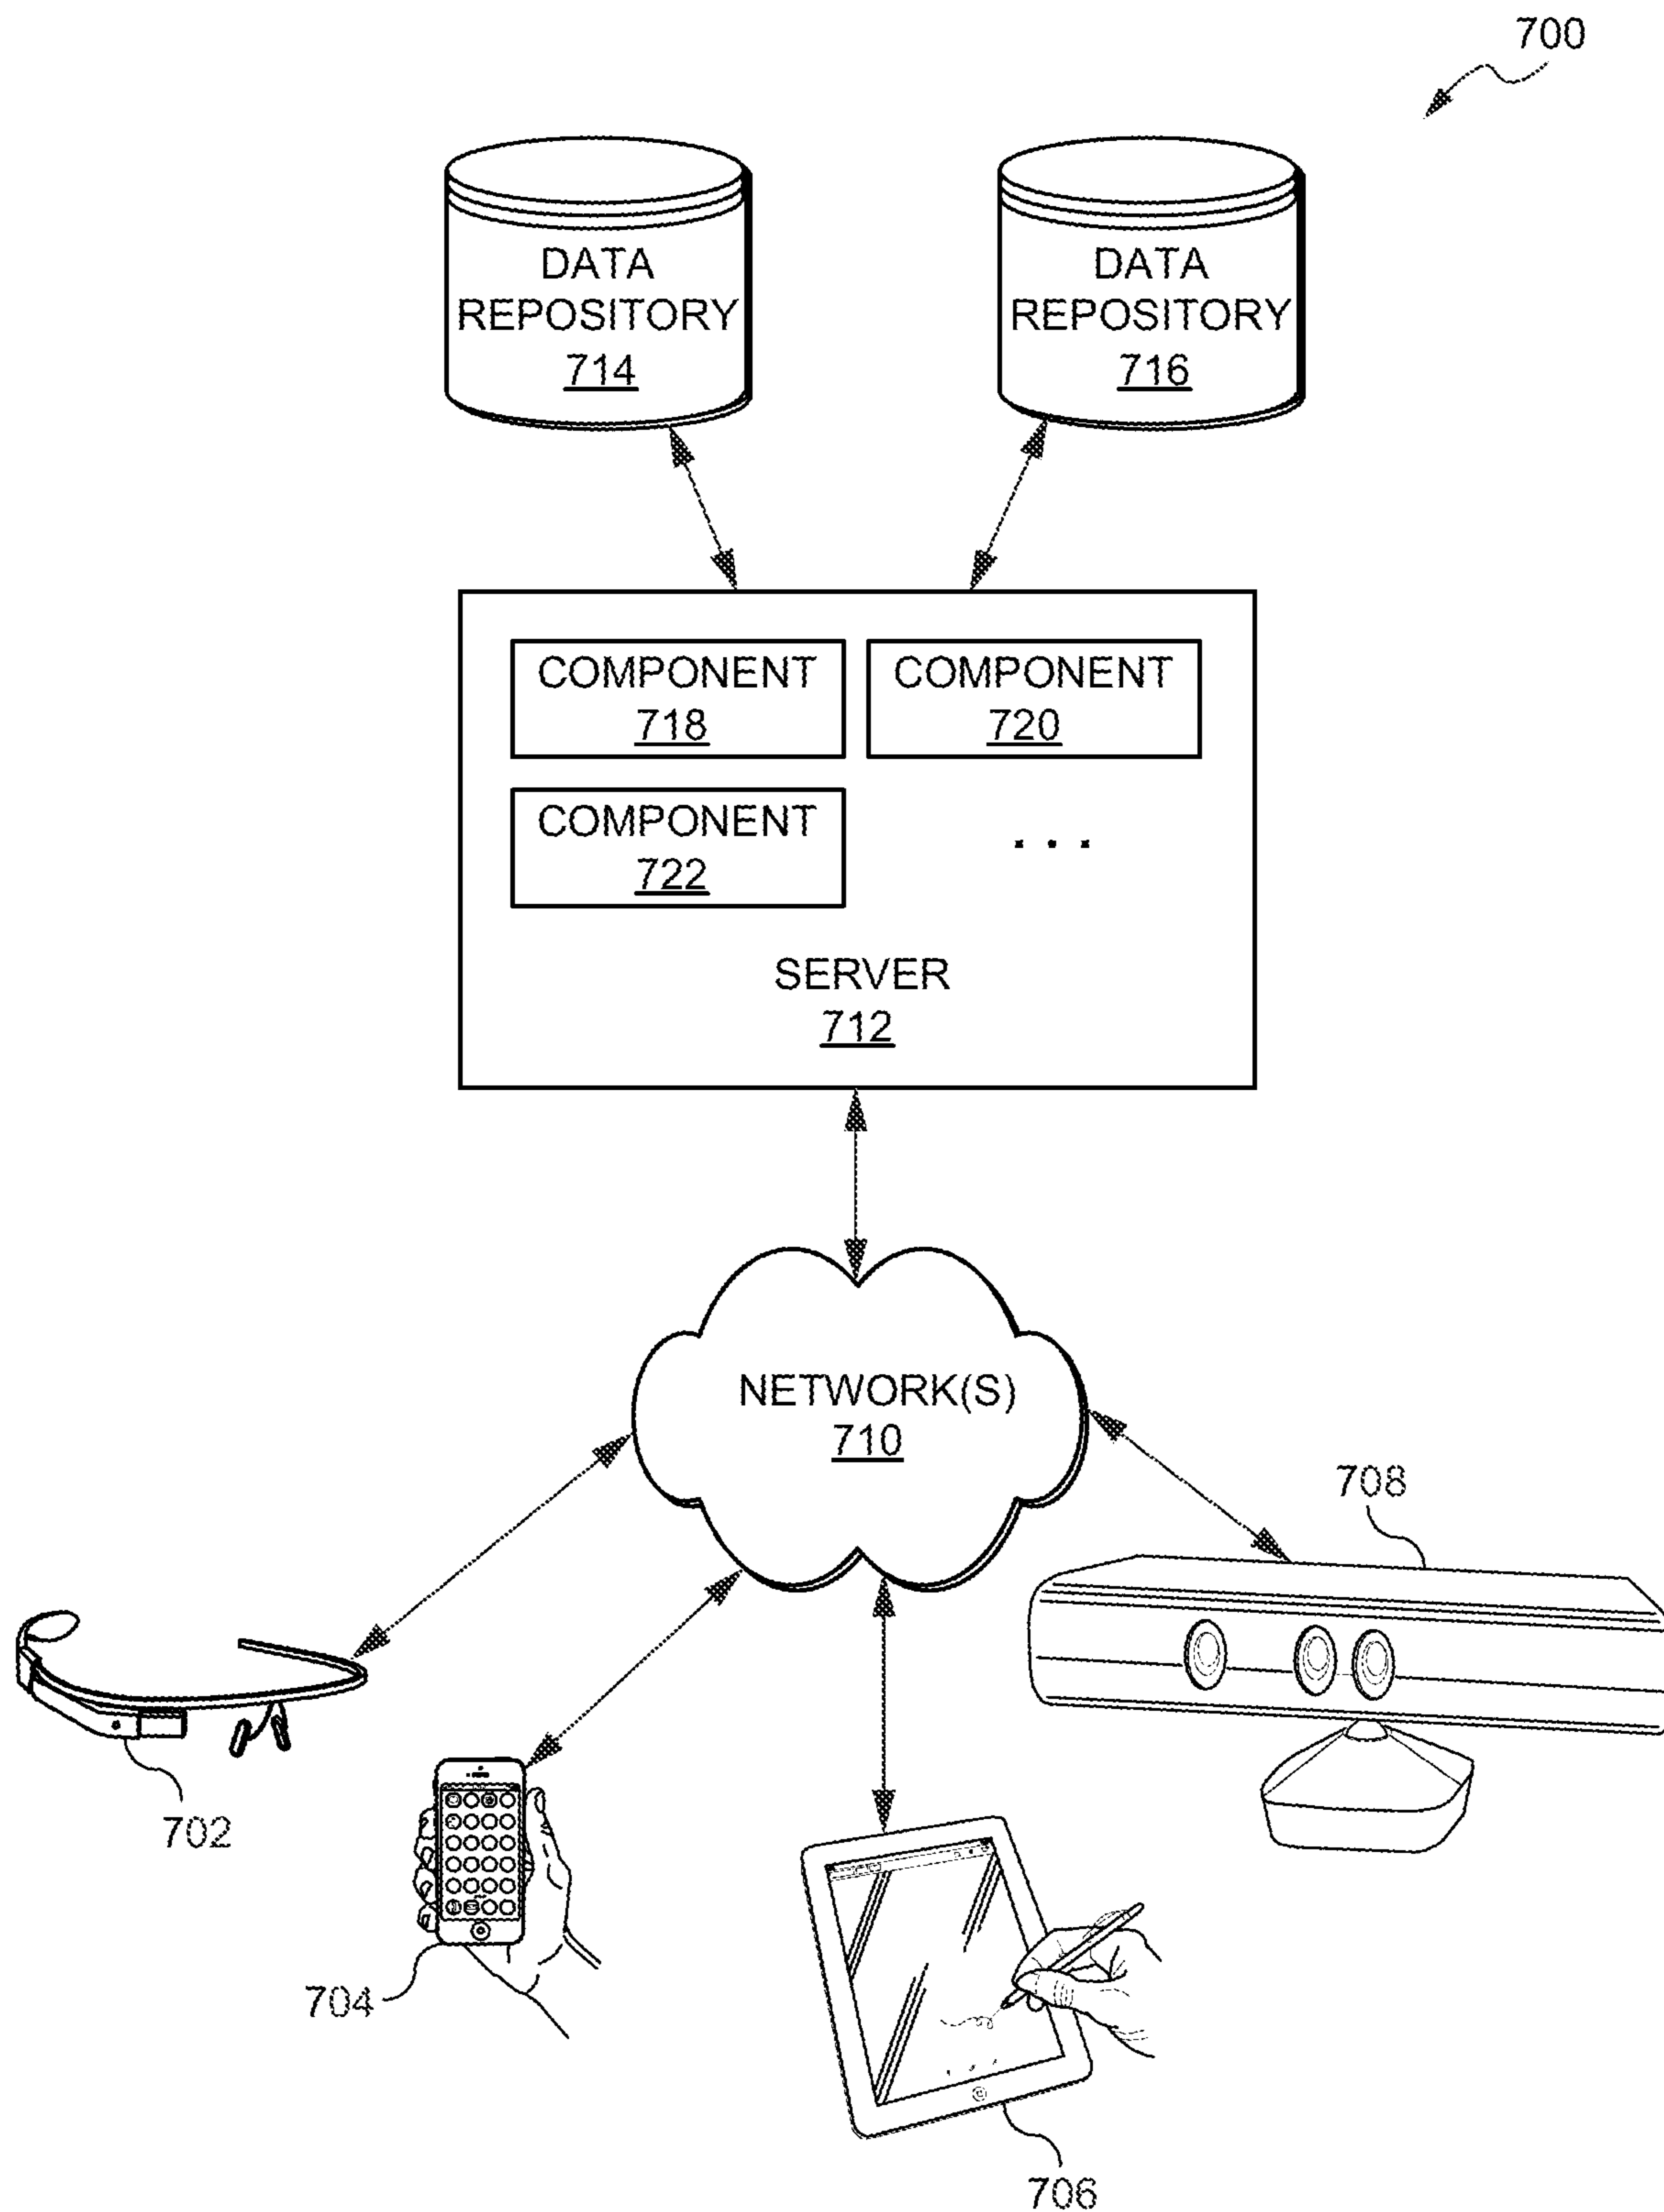 700
DATA
REPOSITORY
714
DATA
REPOSITORY
716
COMPONENT
718
COMPONENT
720
COMPONENT
722
. . .
SERVER
712
NETWORK(S)
710
708
702
704
706